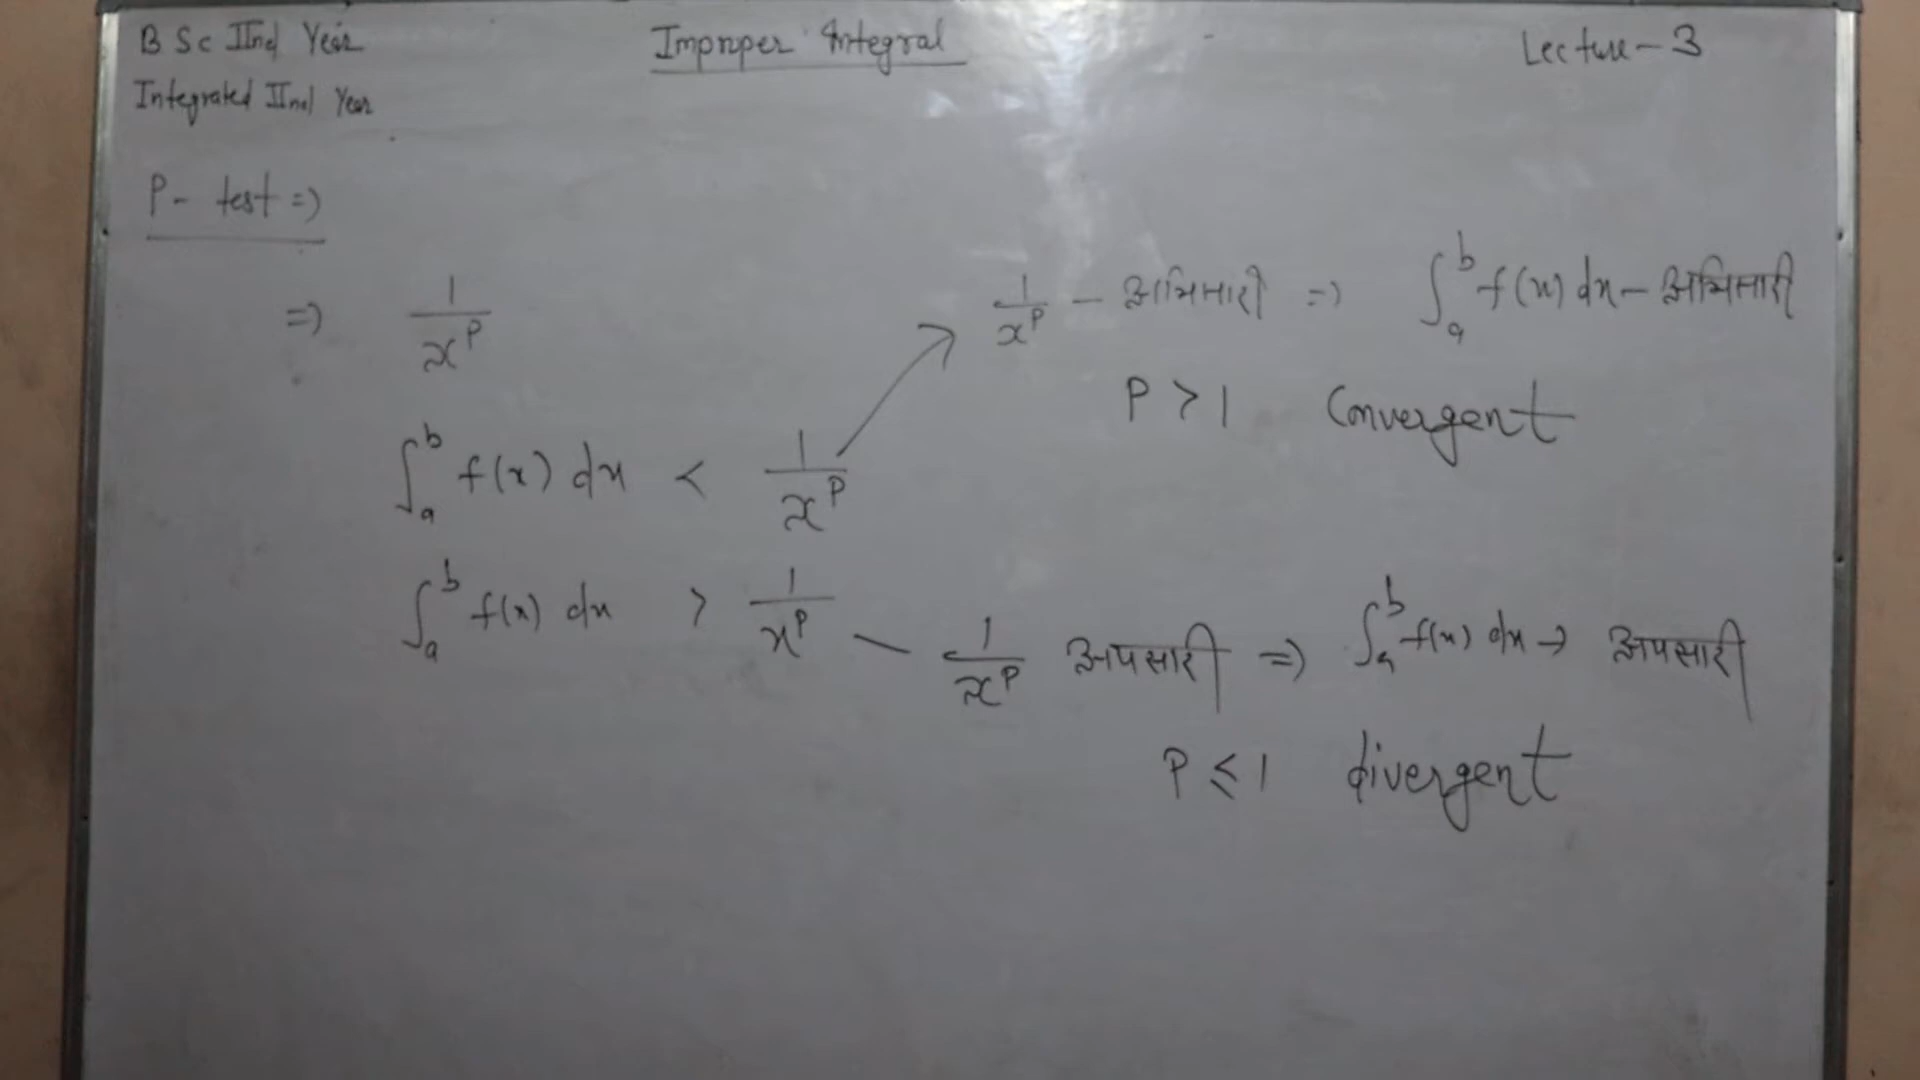 B Sc IInd Year
Improper Integral
Lecture-3
Integrated IInd Year
P- test =>
=> 1/x^P
1/x^P - अभिसारी => ∫_a^b f(x) dx - अभिसारी
P > 1 Convergent
∫_a^b f(x) dx < 1/x^P
∫_a^b f(x) dx > 1/x^P - 1/x^P अपसारी => ∫_a^b f(x) dx → अपसारी
P ≤ 1 divergent